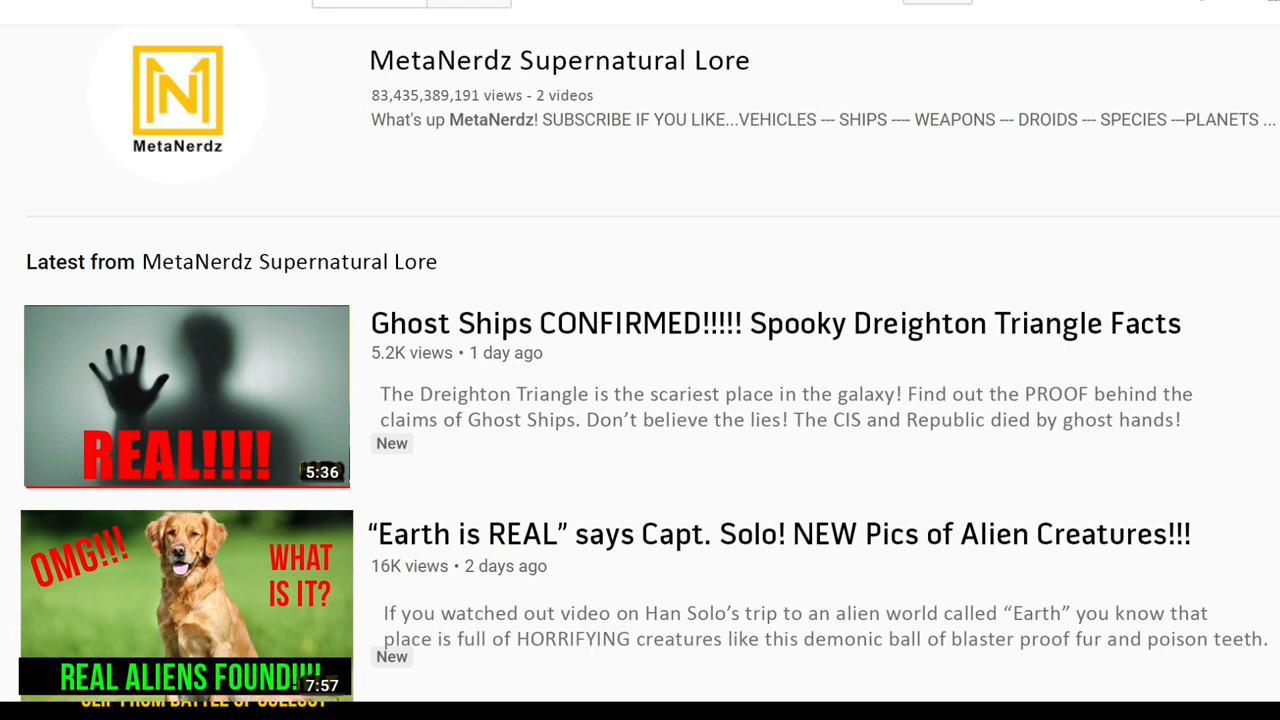 MetaNerdz Supernatural Lore
83,435,389,191 views - 2 videos
What's up MetaNerdz! SUBSCRIBE IF YOU LIKE...VEHICLES --- SHIPS ---- WEAPONS --- DROIDS --- SPECIES ---PLANETS ...
MetaNerdz
Latest from MetaNerdz Supernatural Lore
Ghost Ships CONFIRMED!!!!! Spooky Dreighton Triangle Facts
5.2K views • 1 day ago
The Dreighton Triangle is the scariest place in the galaxy! Find out the PROOF behind the
claims of Ghost Ships. Don’t believe the lies! The CIS and Republic died by ghost hands!
New
REAL!!!!
5:36
“Earth is REAL” says Capt. Solo! NEW Pics of Alien Creatures!!!
16K views • 2 days ago
If you watched out video on Han Solo’s trip to an alien world called “Earth” you know that
place is full of HORRIFYING creatures like this demonic ball of blaster proof fur and poison teeth.
New
OMG!!!
WHAT
IS IT?
REAL ALIENS FOUND!!!!
7:57